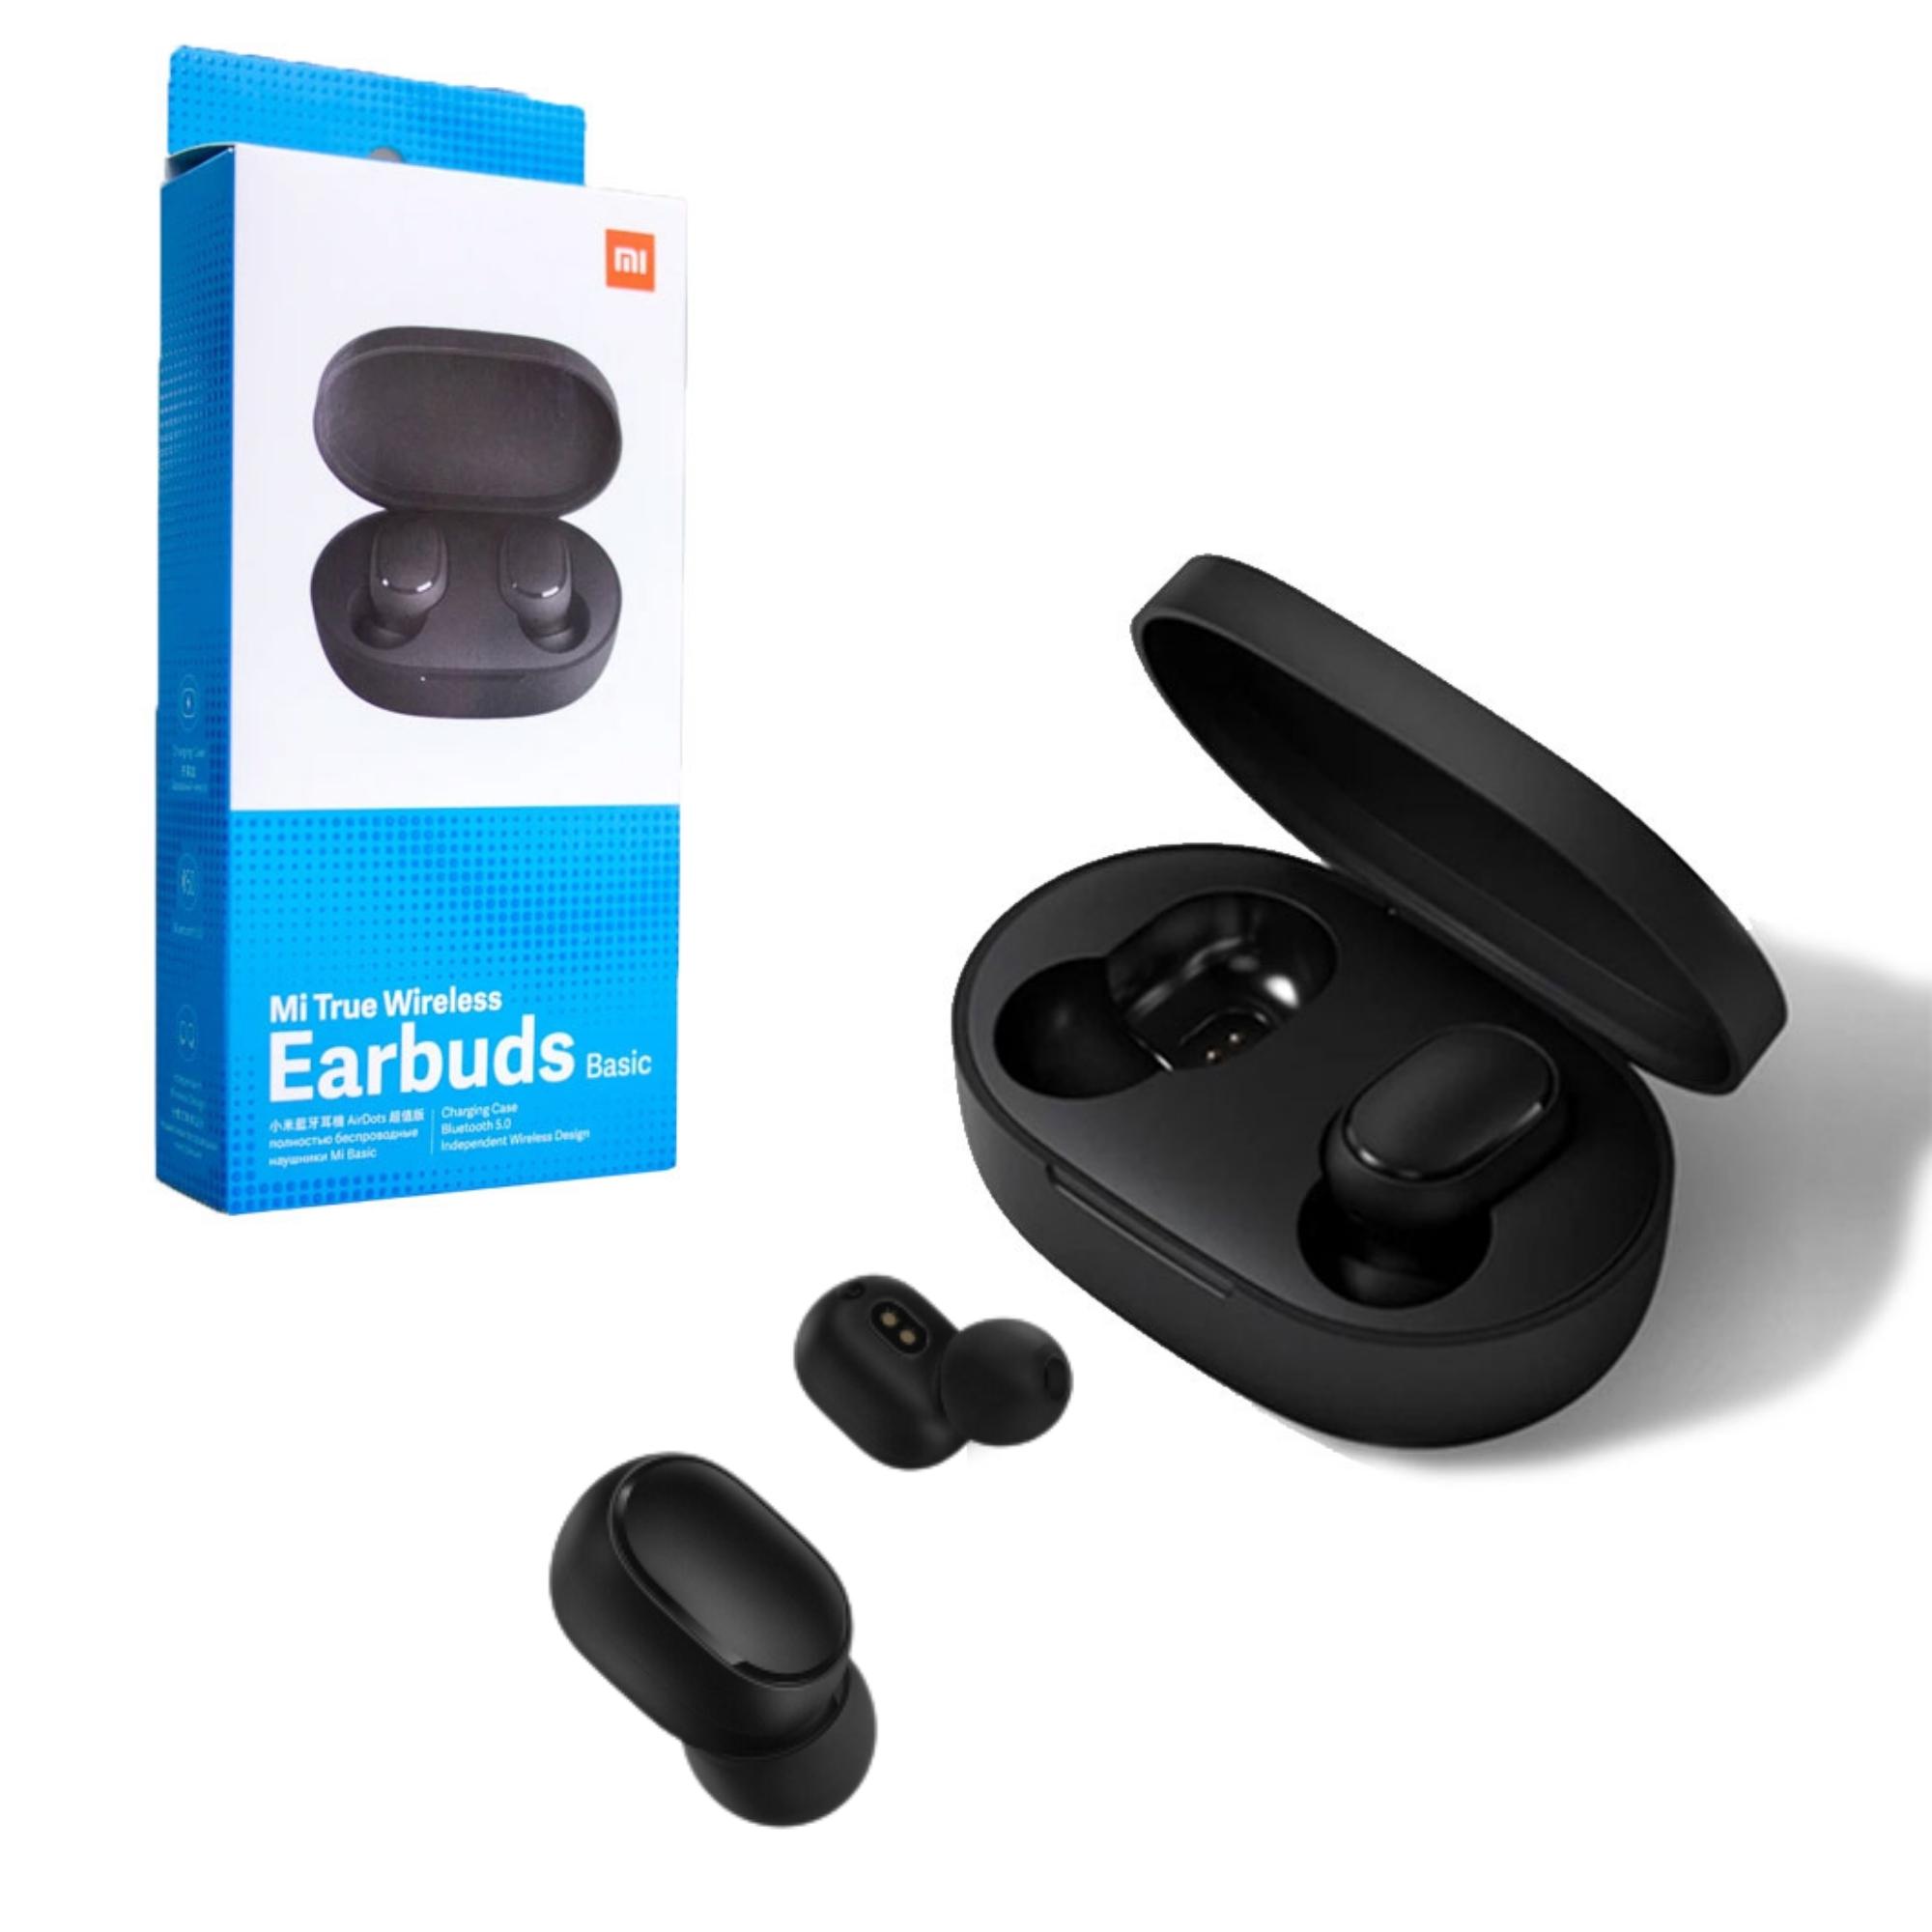 mi
Mi True Wireless
Earbuds Basic
小米藍牙耳機 AirDots 超值版
полностью беспроводные
наушники Mi Basic
Charging Case
Bluetooth 5.0
Independent Wireless Design